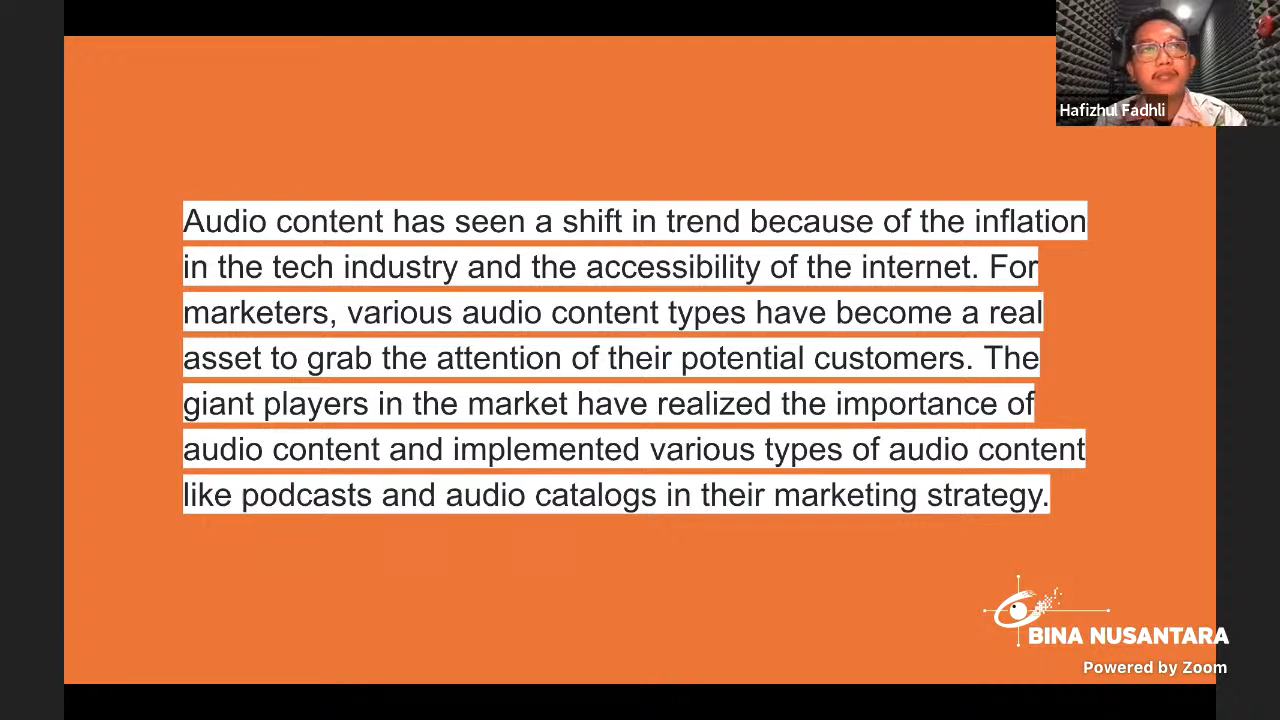 Hafizhul Fadhli
Audio content has seen a shift in trend because of the inflation
in the tech industry and the accessibility of the internet. For
marketers, various audio content types have become a real
asset to grab the attention of their potential customers. The
giant players in the market have realized the importance of
audio content and implemented various types of audio content
like podcasts and audio catalogs in their marketing strategy.
BINA NUSANTARA
Powered by Zoom